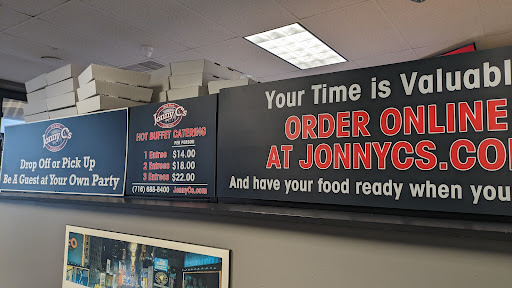 Jonny C's
Drop Off or Pick Up
Be A Guest at Your Own Party
Jonny C's
HOT BUFFET CATERING
PER PERSON
1 Entree $14.00
2 Entrees $18.00
3 Entrees $22.00
(716) 688-8400 JonnyCs.com
Your Time is Valuabl
ORDER ONLINE
AT JONNYCS.CO
And have your food ready when you